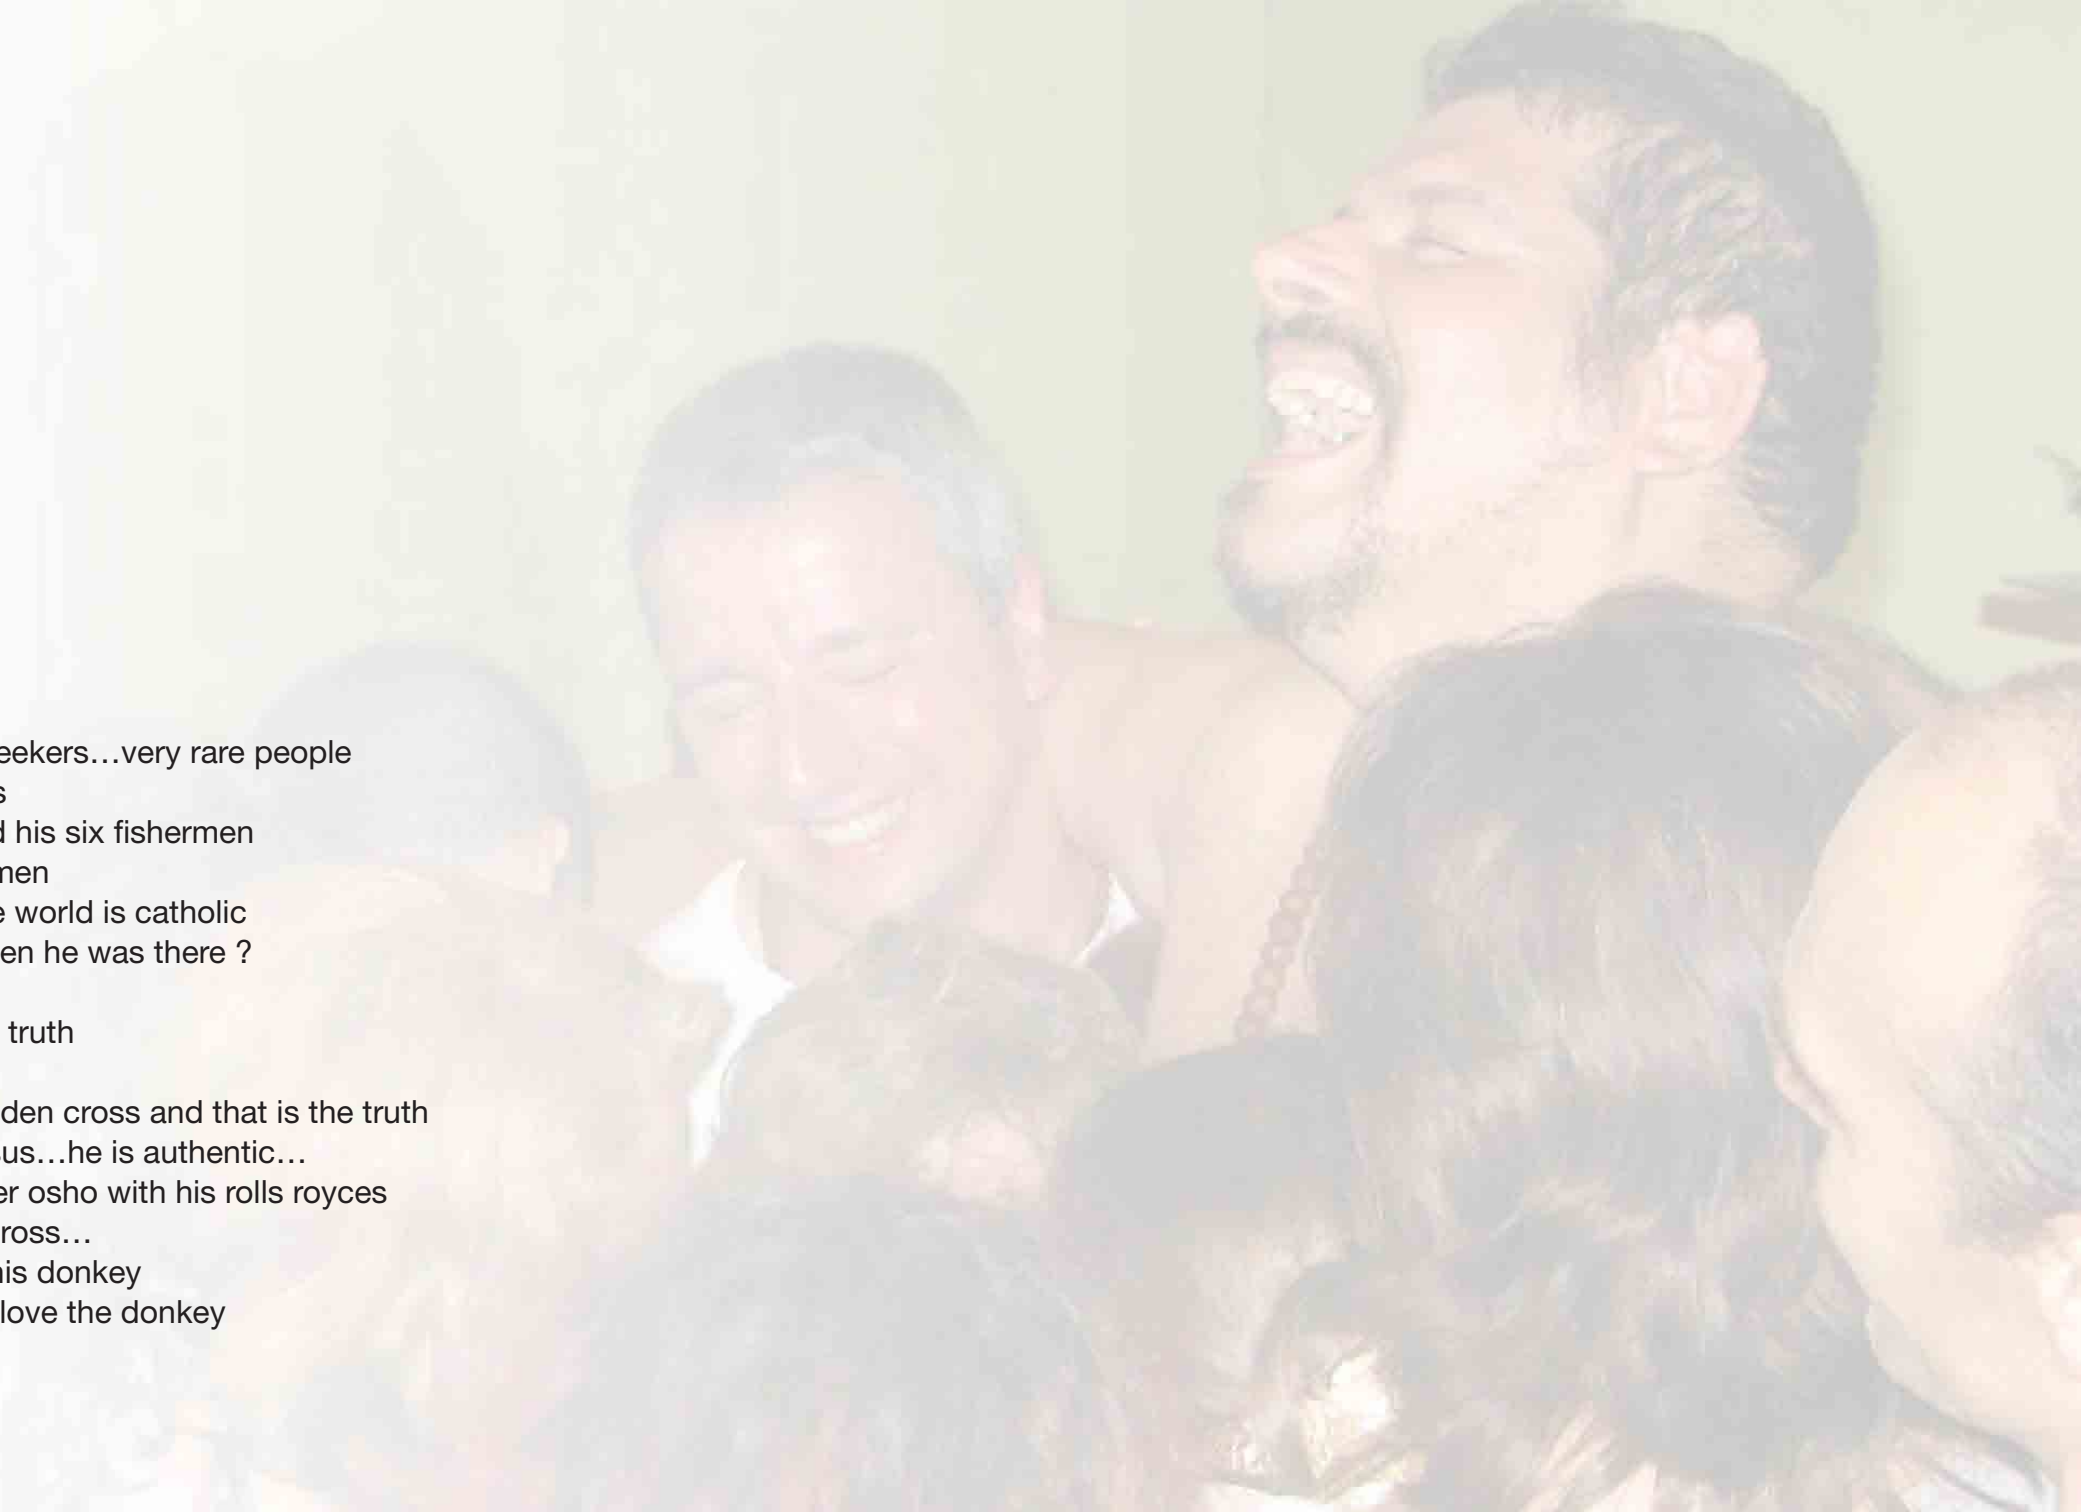 eekers…very rare people
s
d his six fishermen
men
e world is catholic
en he was there ?
truth
den cross and that is the truth
sus…he is authentic…
er osho with his rolls royces
ross…
his donkey
love the donkey